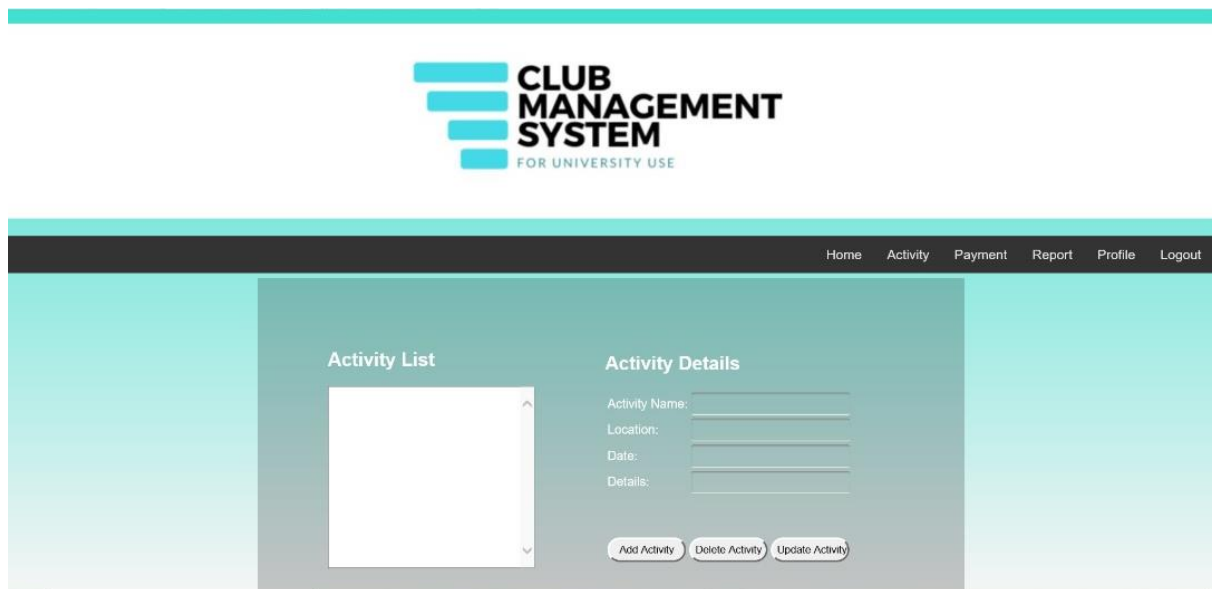 CLUB
MANAGEMENT
SYSTEM
FOR UNIVERSITY USE
Home Activity Payment Report Profile Logout
Activity List
Activity Details
Activity Name:
Location:
Date:
Details:
Add Activity Delete Activity Update Activity